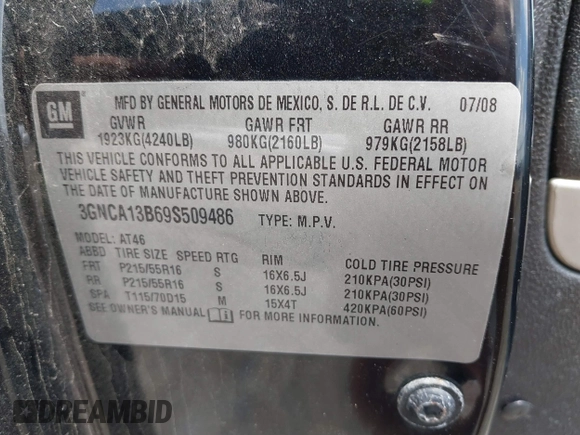 GM
MFD BY GENERAL MOTORS DE MEXICO, S. DE R.L. DE C.V. 07/08
GVWR GAWR FRT GAWR RR
1923KG(4240LB) 980KG(2160LB) 979KG(2158LB)
THIS VEHICLE CONFORMS TO ALL APPLICABLE U.S. FEDERAL MOTOR
VEHICLE SAFETY AND THEFT PREVENTION STANDARDS IN EFFECT ON
THE DATE OF MANUFACTURE SHOWN ABOVE.
3GNCA13B69S509486 TYPE: M.P.V.
MODEL: AT46
ABBD TIRE SIZE SPEED RTG RIM COLD TIRE PRESSURE
FRT P215/55R16 S 16X6.5J 210KPA(30PSI)
RR P215/55R16 S 16X6.5J 210KPA(30PSI)
SPA T115/70D15 M 15X4T 420KPA(60PSI)
SEE OWNER'S MANUAL FOR MORE INFORMATION.
DREAMBID